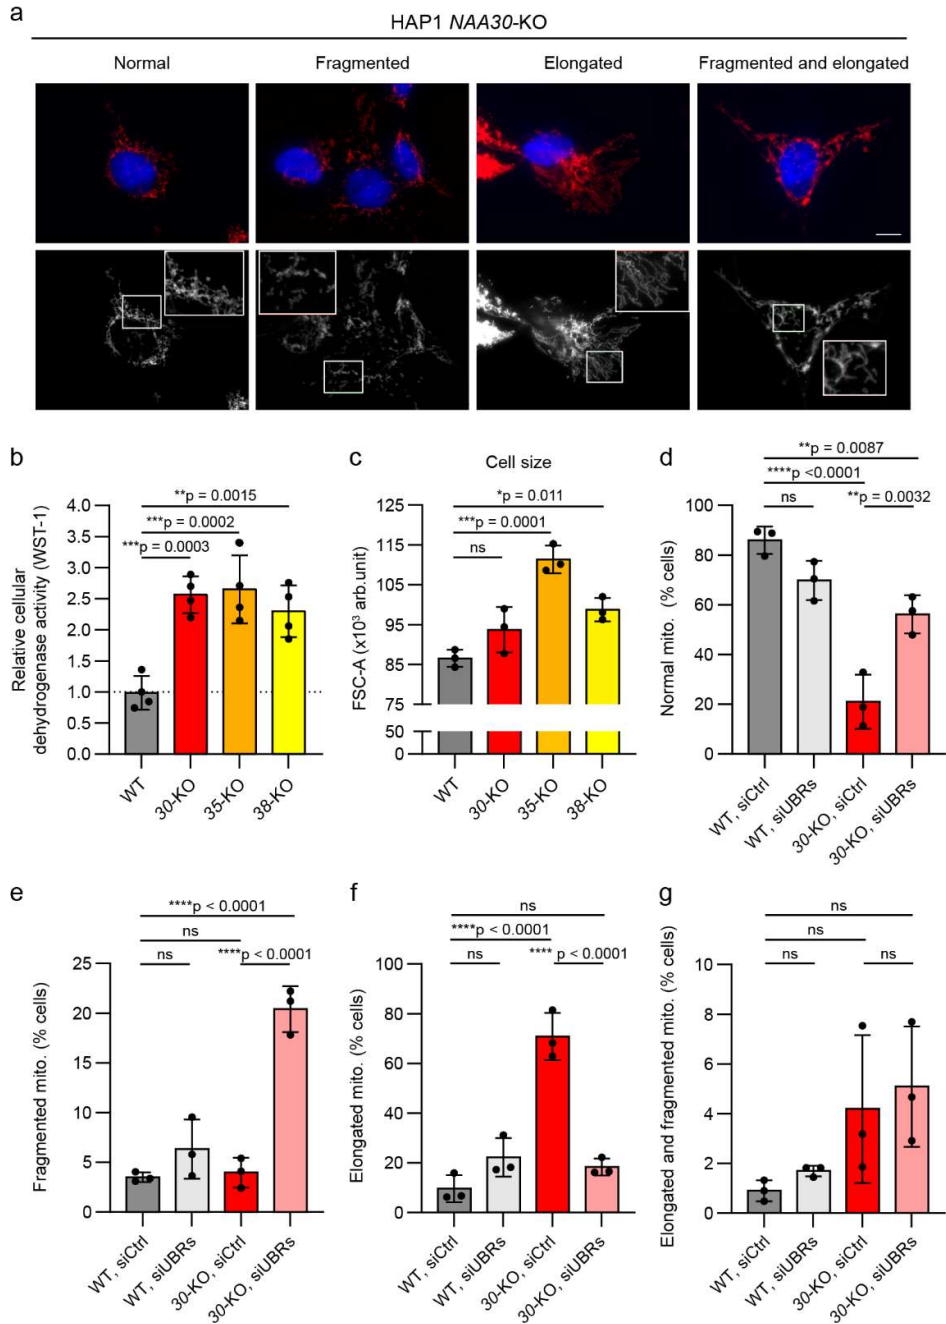 a
HAP1 NAA30-KO
Normal Fragmented Elongated Fragmented and elongated
b
Relative cellular
dehydrogenase activity (WST-1)
**p = 0.0015
***p = 0.0002
***p = 0.0003
4.0
3.5
3.0
2.5
2.0
1.5
1.0
0.5
0.0
WT 30-KO 35-KO 38-KO
c
Cell size
FSC-A (x10³ arb.unit)
*p = 0.011
***p = 0.0001
ns
125
115
105
95
85
75
50
0
WT 30-KO 35-KO 38-KO
d
Normal mito. (% cells)
**p = 0.0087
****p <0.0001
ns **p = 0.0032
100
80
60
40
20
0
WT, siCtrl WT, siUBRs 30-KO, siCtrl 30-KO, siUBRs
e
Fragmented mito. (% cells)
****p < 0.0001
ns
ns ****p < 0.0001
25
20
15
10
5
0
WT, siCtrl WT, siUBRs 30-KO, siCtrl 30-KO, siUBRs
f
Elongated mito. (% cells)
ns
****p < 0.0001
ns **** p < 0.0001
100
80
60
40
20
0
WT, siCtrl WT, siUBRs 30-KO, siCtrl 30-KO, siUBRs
g
Elongated and fragmented mito. (% cells)
ns
ns
ns ns
10
8
6
4
2
0
WT, siCtrl WT, siUBRs 30-KO, siCtrl 30-KO, siUBRs